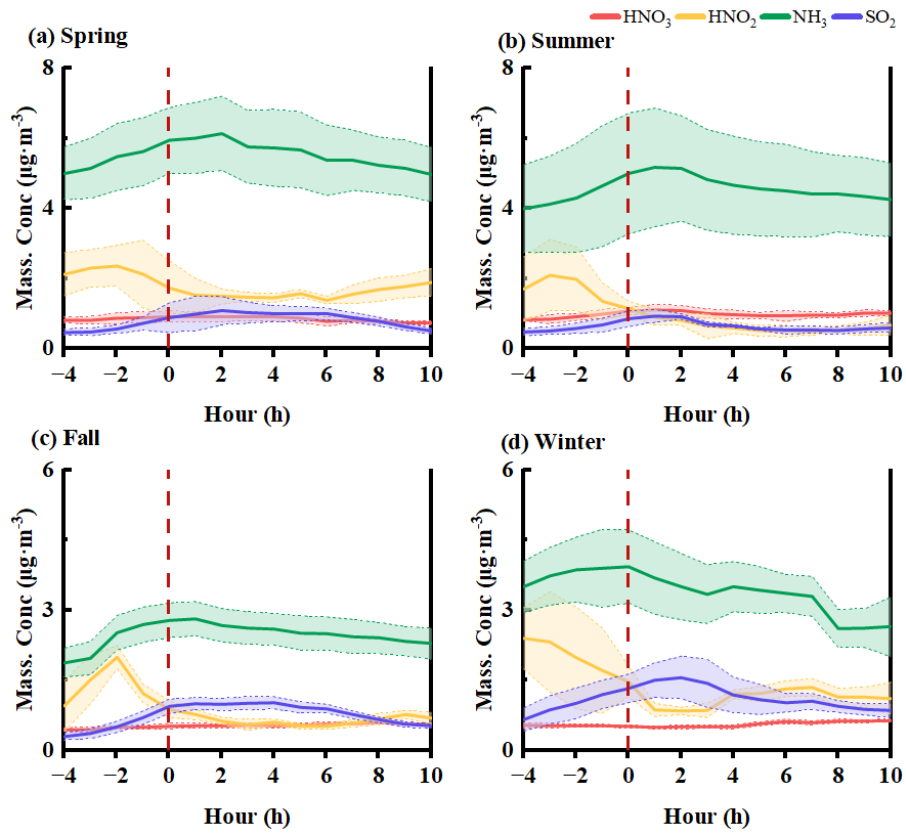 HNO3 HNO2 NH3 SO2
(a) Spring
(b) Summer
8
4
0
Mass. Conc (μg·m-3)
−4 −2 0 2 4 6 8 10
Hour (h)
8
4
0
Mass. Conc (μg·m-3)
−4 −2 0 2 4 6 8 10
Hour (h)
(c) Fall
(d) Winter
6
3
0
Mass. Conc (μg·m-3)
−4 −2 0 2 4 6 8 10
Hour (h)
6
3
0
Mass. Conc (μg·m-3)
−4 −2 0 2 4 6 8 10
Hour (h)